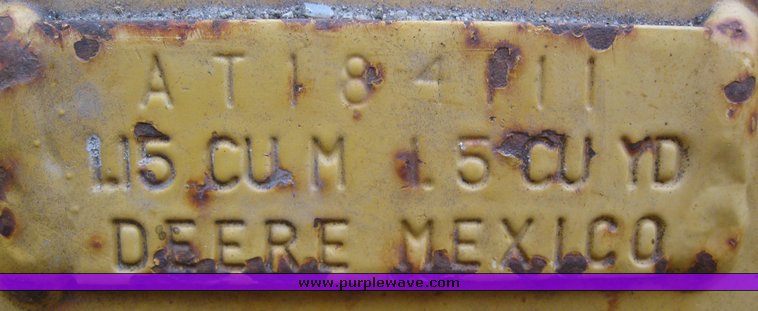 AT184111
1.15 CU M 1.5 CU YD
DEERE MEXICO
www.purplewave.com